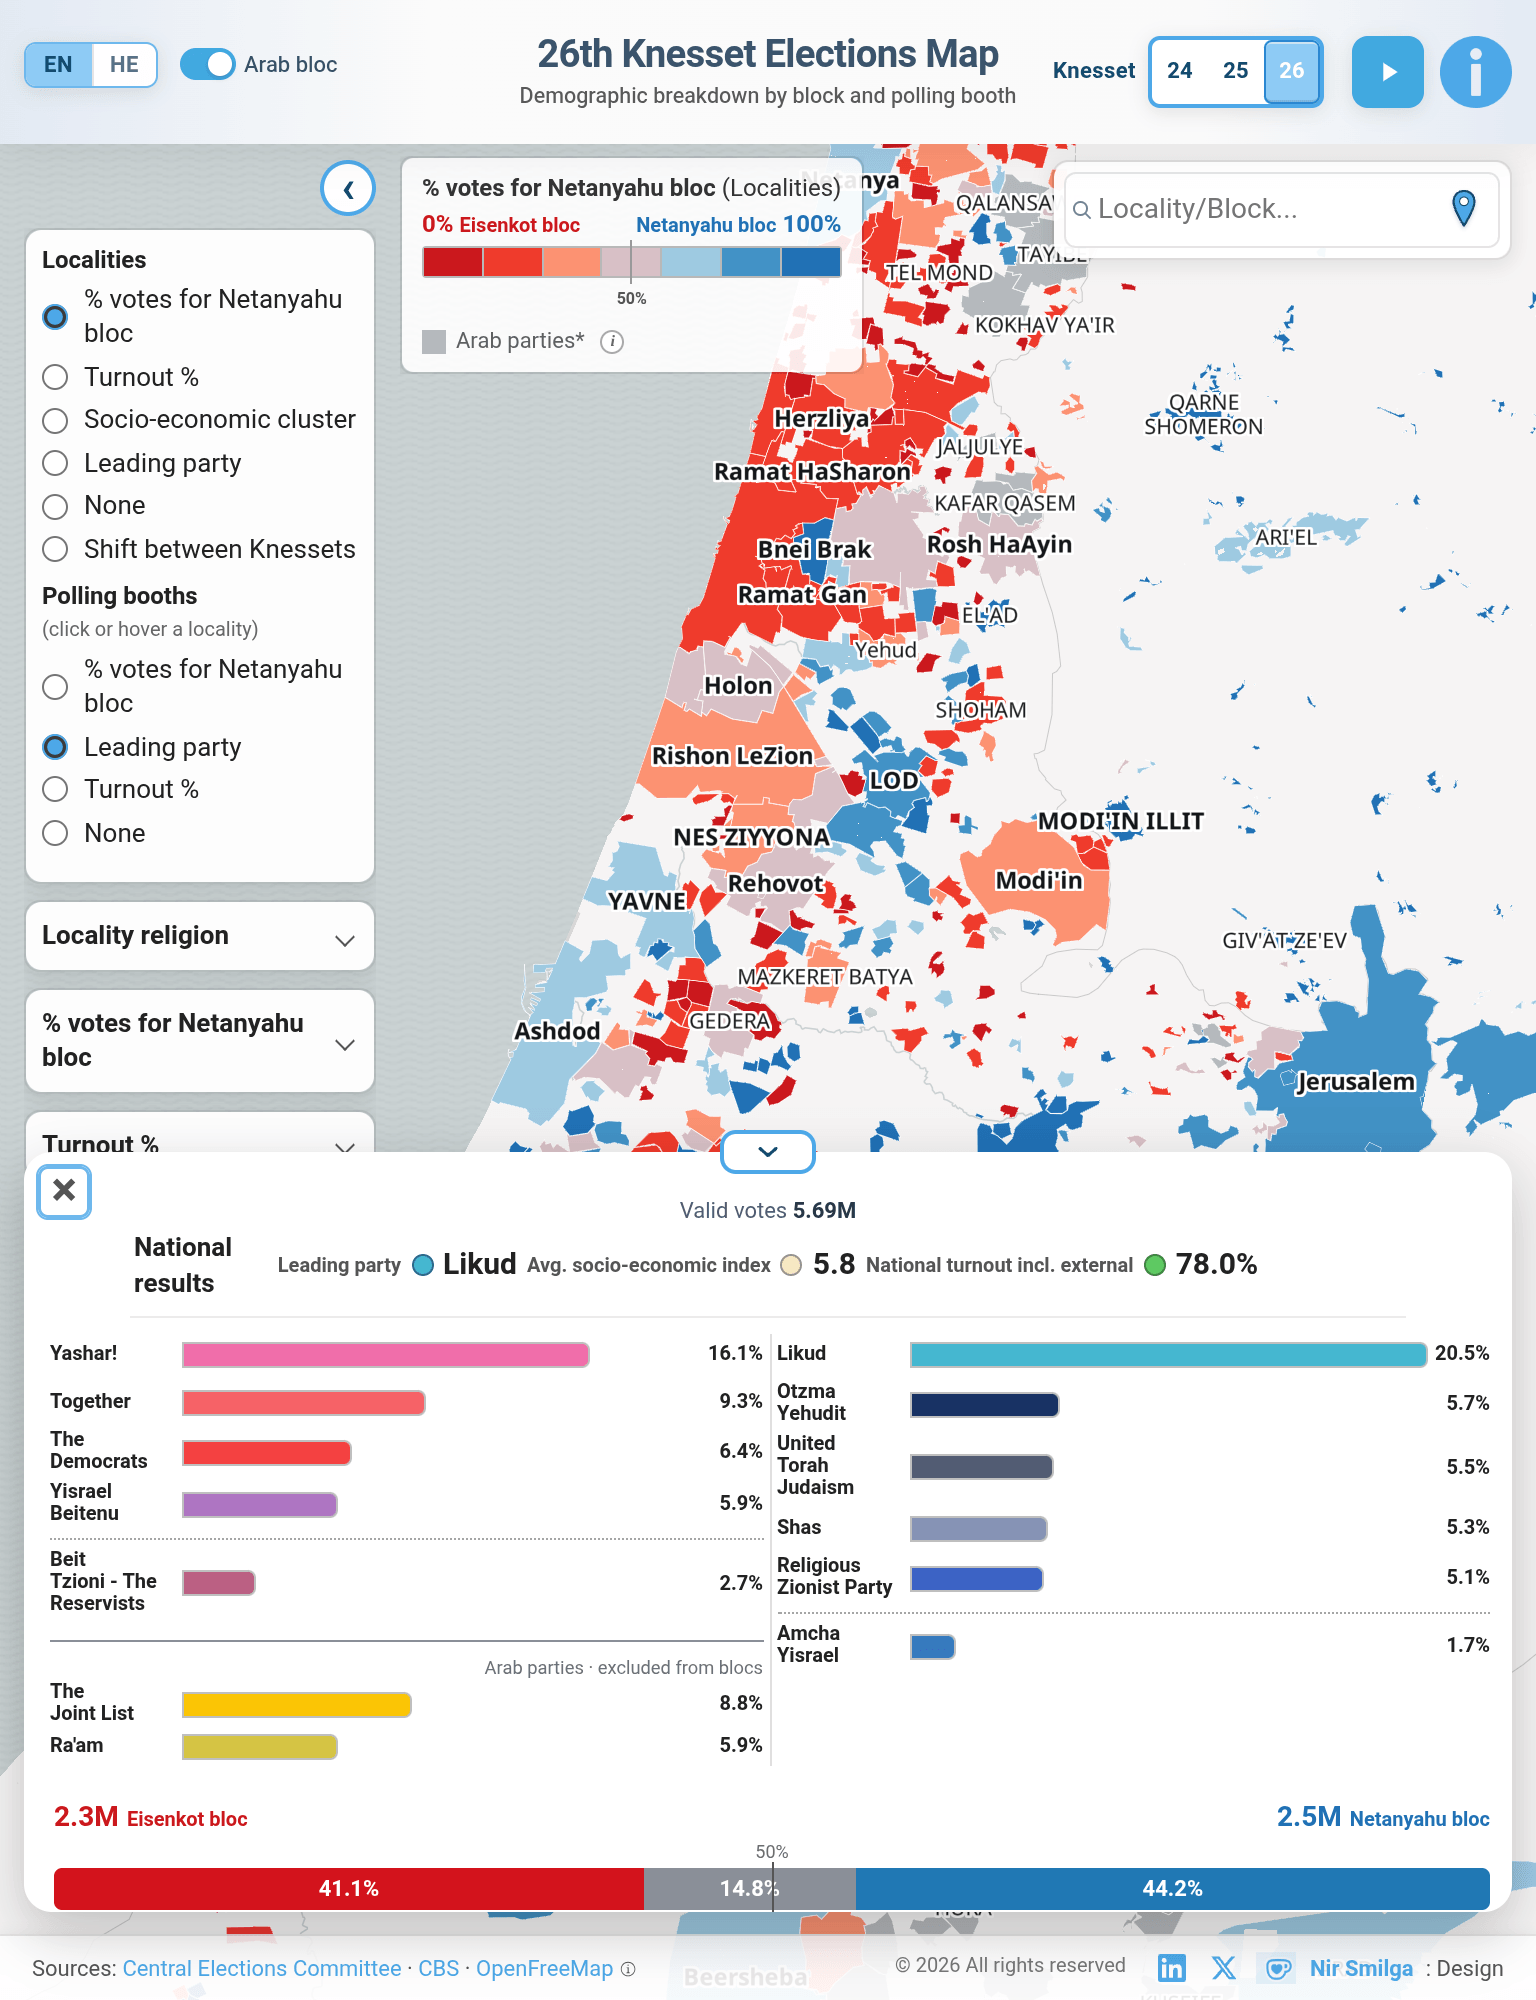 EN HE Arab bloc
26th Knesset Elections Map
Demographic breakdown by block and polling booth
Knesset 24 25 26
% votes for Netanyahu bloc (Localities)
0% Eisenkot bloc Netanyahu bloc 100%
50%
Arab parties*
Locality/Block...
Localities
% votes for Netanyahu
bloc
Turnout %
Socio-economic cluster
Leading party
None
Shift between Knessets
Polling booths
(click or hover a locality)
% votes for Netanyahu
bloc
Leading party
Turnout %
None
Locality religion
% votes for Netanyahu
bloc
Turnout %
Netanya
TEL MOND
KOKHAV YA'IR
QARNE
SHOMERON
Herzliya
JALJULYE
Ramat HaSharon
KAFAR QASEM
ARI'EL
Bnei Brak
Rosh HaAyin
Ramat Gan
EL'AD
Yehud
Holon
SHOHAM
Rishon LeZion
LOD
MODI'IN ILLIT
NES ZIYYONA
Rehovot
Modi'in
YAVNE
GIV'AT ZE'EV
MAZKERET BATYA
GEDERA
Ashdod
Jerusalem
Valid votes 5.69M
National
results
Leading party Likud Avg. socio-economic index 5.8 National turnout incl. external 78.0%
Yashar! 16.1%
Together 9.3%
The
Democrats 6.4%
Yisrael
Beitenu 5.9%
Beit
Tzioni - The
Reservists 2.7%
Arab parties · excluded from blocs
The
Joint List 8.8%
Ra'am 5.9%
Likud 20.5%
Otzma
Yehudit 5.7%
United
Torah
Judaism 5.5%
Shas 5.3%
Religious
Zionist Party 5.1%
Amcha
Yisrael 1.7%
2.3M Eisenkot bloc
2.5M Netanyahu bloc
50%
41.1% 14.8% 44.2%
Beersheba
Sources: Central Elections Committee · CBS · OpenFreeMap
© 2026 All rights reserved
Nir Smilga : Design